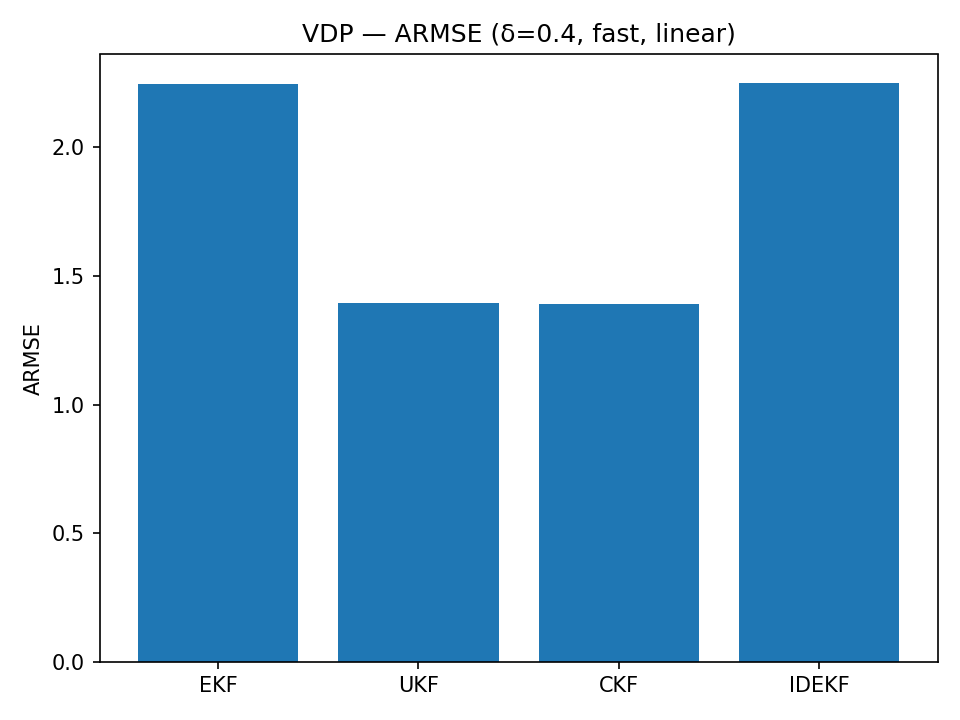 VDP — ARMSE (δ=0.4, fast, linear)
ARMSE
2.0
1.5
1.0
0.5
0.0
EKF UKF CKF IDEKF